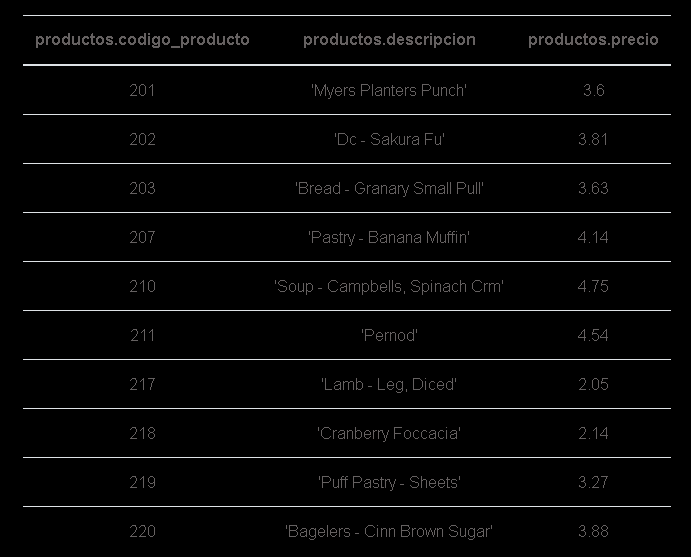 productos.codigo_producto productos.descripcion productos.precio
201 'Myers Planters Punch' 3.6
202 'Dc - Sakura Fu' 3.81
203 'Bread - Granary Small Pull' 3.63
207 'Pastry - Banana Muffin' 4.14
210 'Soup - Campbells, Spinach Crm' 4.75
211 'Pernod' 4.54
217 'Lamb - Leg, Diced' 2.05
218 'Cranberry Foccacia' 2.14
219 'Puff Pastry - Sheets' 3.27
220 'Bagelers - Cinn Brown Sugar' 3.88